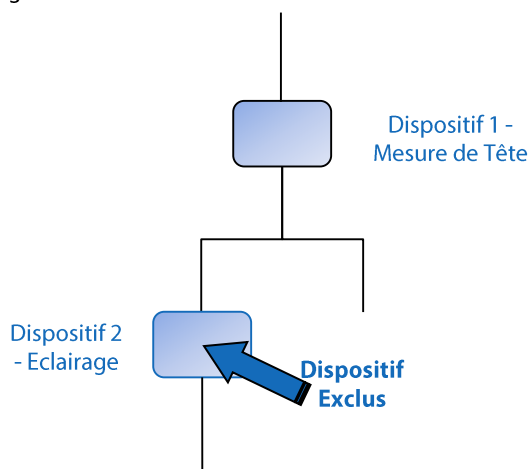 Dispositif 1 -
Mesure de Tête
Dispositif 2
- Eclairage
Dispositif
Exclus